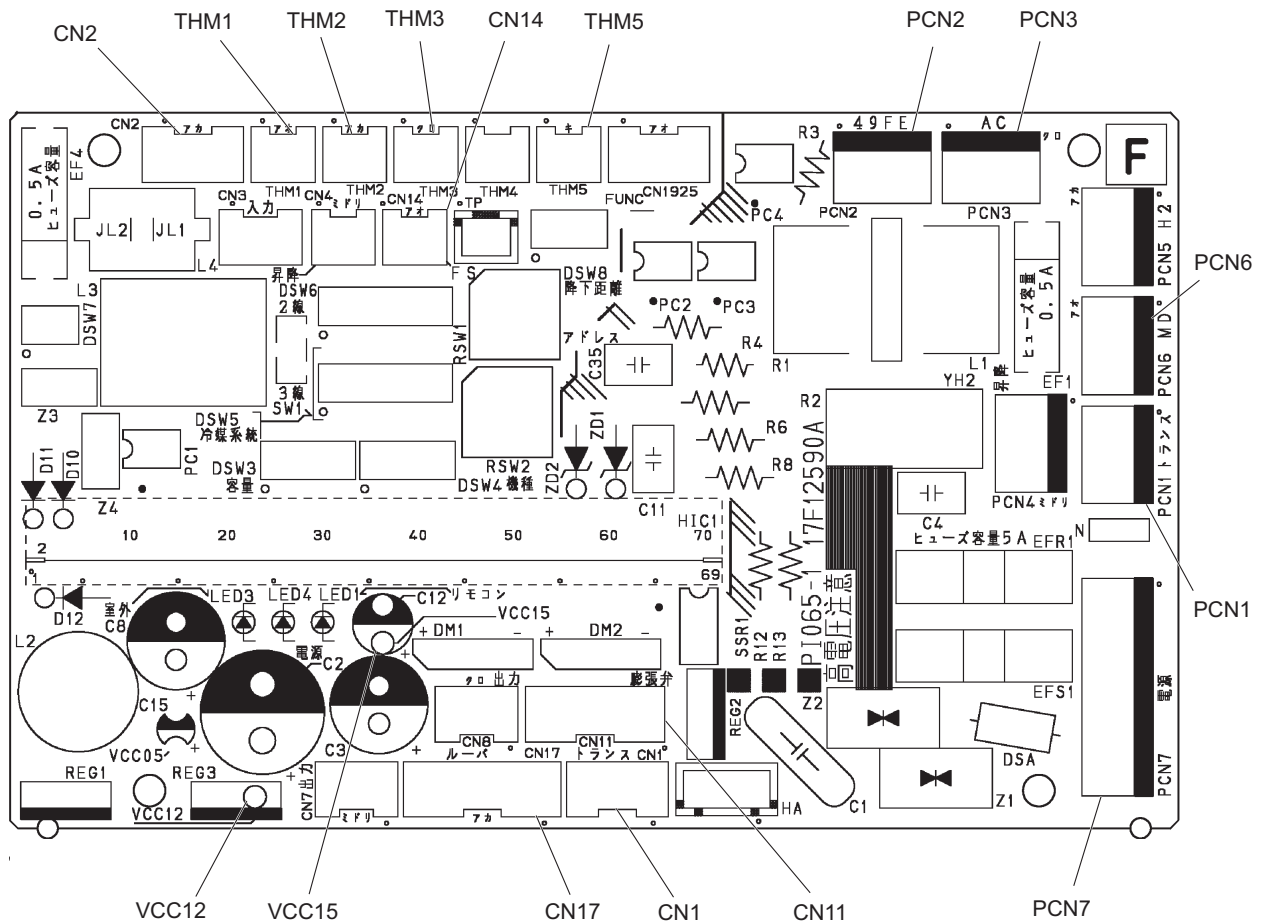 CN2
THM1
THM2
THM3
CN14
THM5
PCN2
PCN3
CN2
アカ
アオ
アカ
クロ
キ
アオ
R3
49FE
AC
クロ
F
0.5A
ヒューズ容量
EF4
THM1
THM2
THM3
THM4
THM5
CN1925
PC4
PCN2
PCN3
アカ
H2
PCN5
JL2
JL1
L4
CN3
入力
CN4
ミドリ
CN14
アオ
TP
FUNC
昇降
FS
DSW8
降下距離
PC2
PC3
ヒューズ容量
0.5A
PCN6
L3
DSW7
DSW6
2線
3線
SW1
RSW1
アドレス
C35
R4
R1
L1
アオ
MD
PCN6
YH2
昇降
EF1
Z3
DSW5
冷媒系統
ZD1
R2
R6
D11
D10
PC1
DSW3
容量
DSW4
機種
RSW2
ZD2
R8
17F12590A
PCN4
ミドリ
トランス
PCN1
Z4
C11
C4
HIC1
10
20
30
40
50
60
70
2
1
69
ヒューズ容量5A
EFR1
N
D12
室外
C8
LED3
LED4
LED1
C12
リモコン
VCC15
SSR1
R12
R13
PI065-1
高電圧注意
PCN1
L2
電源
C2
+
DM1
-
+
DM2
-
クロ
出力
膨張弁
EFS1
電源
C15
VCC05
+
+
+
C3
CN8
ルーバ
CN11
CN17
トランス
CN1
REG2
Z2
DSA
REG1
REG3
+
CN7
出力
ミドリ
アカ
HA
C1
Z1
PCN7
VCC12
VCC12
VCC15
CN17
CN1
CN11
PCN7